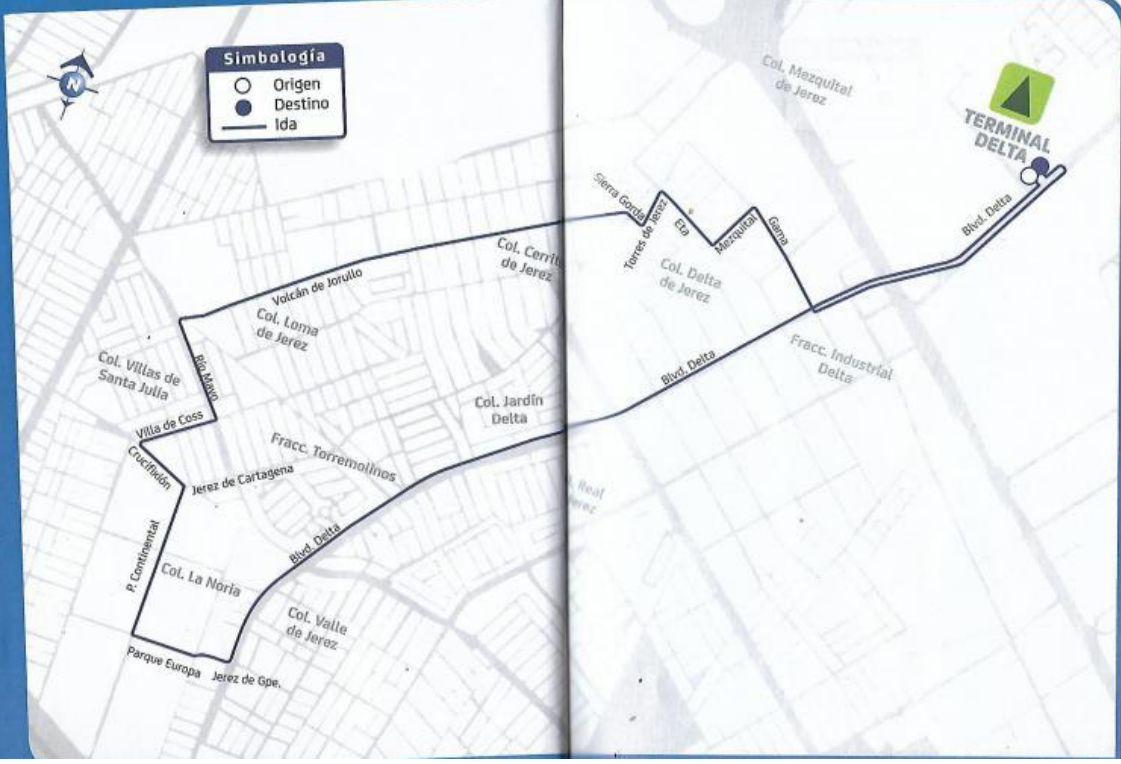 Simbología
Origen
Destino
Ida
N
Col. Mezquital
de Jerez
TERMINAL
DELTA
Blvd. Delta
Sierra Gorda
Torres de Jerez
Eta
Mezquital
Gama
Col. Delta
de Jerez
Col.
de Jerez
Volcán de Jorullo
Col. Loma
de Jerez
Fracc. Industrial
Delta
Blvd. Delta
Río Mayo
Col. Villas de
Santa Julia
Col. Jardín
Delta
Villa de Coss
Crucifixión
Fracc. Torremolinos
Jerez de Cartagena
Real
Blvd. Delta
P. Continental
Col. La Noria
Col. Valle
de Jerez
Parque Europa
Jerez de Gpe.